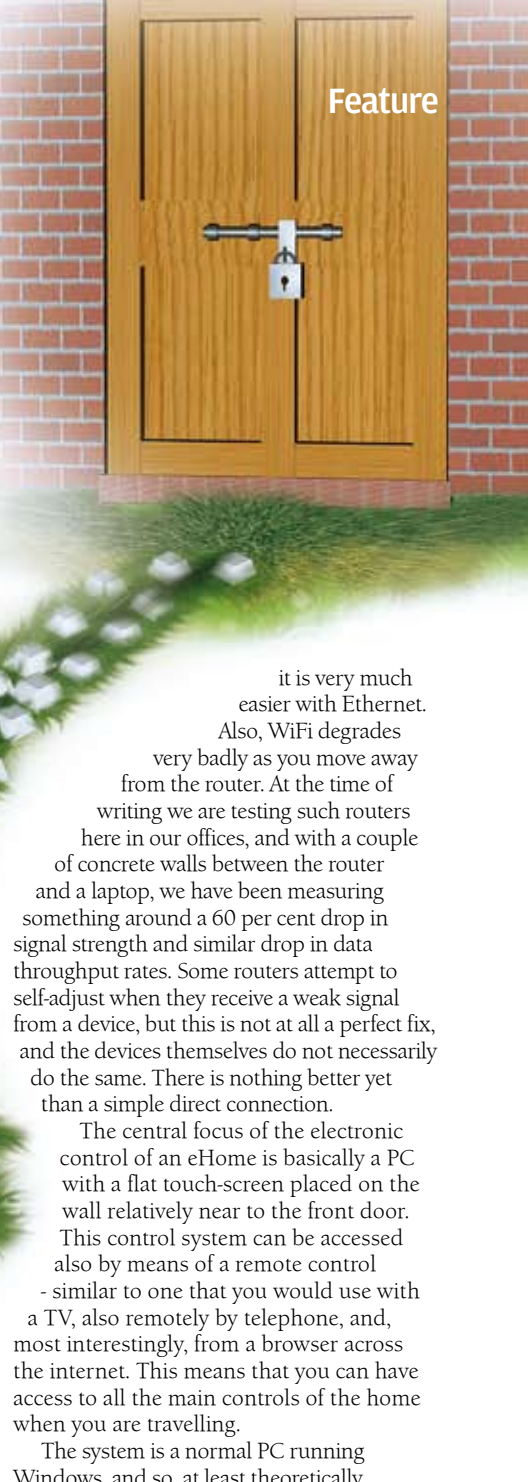 Feature
it is very much
easier with Ethernet.
Also, WiFi degrades
very badly as you move away
from the router. At the time of
writing we are testing such routers
here in our offices, and with a couple
of concrete walls between the router
and a laptop, we have been measuring
something around a 60 per cent drop in
signal strength and similar drop in data
throughput rates. Some routers attempt to
self-adjust when they receive a weak signal
from a device, but this is not at all a perfect fix,
and the devices themselves do not necessarily
do the same. There is nothing better yet
than a simple direct connection.
The central focus of the electronic
control of an eHome is basically a PC
with a flat touch-screen placed on the
wall relatively near to the front door.
This control system can be accessed
also by means of a remote control
- similar to one that you would use with
a TV, also remotely by telephone, and,
most interestingly, from a browser across
the internet. This means that you can have
access to all the main controls of the home
when you are travelling.
The system is a normal PC running
Windows, and so, at least theoretically